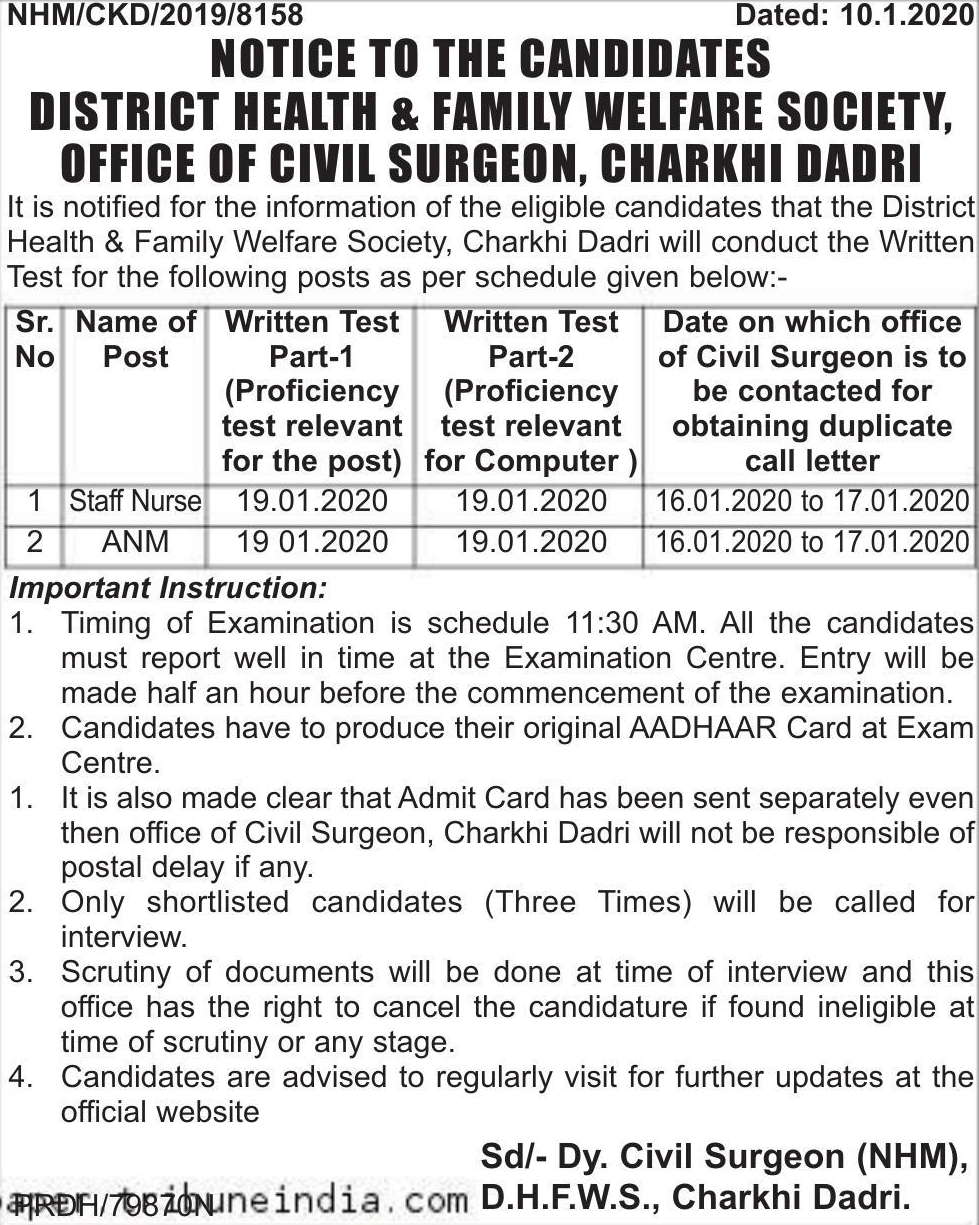 NHM/CKD/2019/8158 Dated: 10.1.2020
NOTICE TO THE CANDIDATES
DISTRICT HEALTH & FAMILY WELFARE SOCIETY,
OFFICE OF CIVIL SURGEON, CHARKHI DADRI
It is notified for the information of the eligible candidates that the District
Health & Family Welfare Society, Charkhi Dadri will conduct the Written
Test for the following posts as per schedule given below:-
Sr. Name of Written Test Written Test Date on which office
No Post Part-1 Part-2 of Civil Surgeon is to
(Proficiency (Proficiency be contacted for
test relevant test relevant obtaining duplicate
for the post) for Computer ) call letter
1 Staff Nurse 19.01.2020 19.01.2020 16.01.2020 to 17.01.2020
2 ANM 19 01.2020 19.01.2020 16.01.2020 to 17.01.2020
Important Instruction:
1. Timing of Examination is schedule 11:30 AM. All the candidates
must report well in time at the Examination Centre. Entry will be
made half an hour before the commencement of the examination.
2. Candidates have to produce their original AADHAAR Card at Exam
Centre.
1. It is also made clear that Admit Card has been sent separately even
then office of Civil Surgeon, Charkhi Dadri will not be responsible of
postal delay if any.
2. Only shortlisted candidates (Three Times) will be called for
interview.
3. Scrutiny of documents will be done at time of interview and this
office has the right to cancel the candidature if found ineligible at
time of scrutiny or any stage.
4. Candidates are advised to regularly visit for further updates at the
official website
Sd/- Dy. Civil Surgeon (NHM),
PRDH/79870N D.H.F.W.S., Charkhi Dadri.